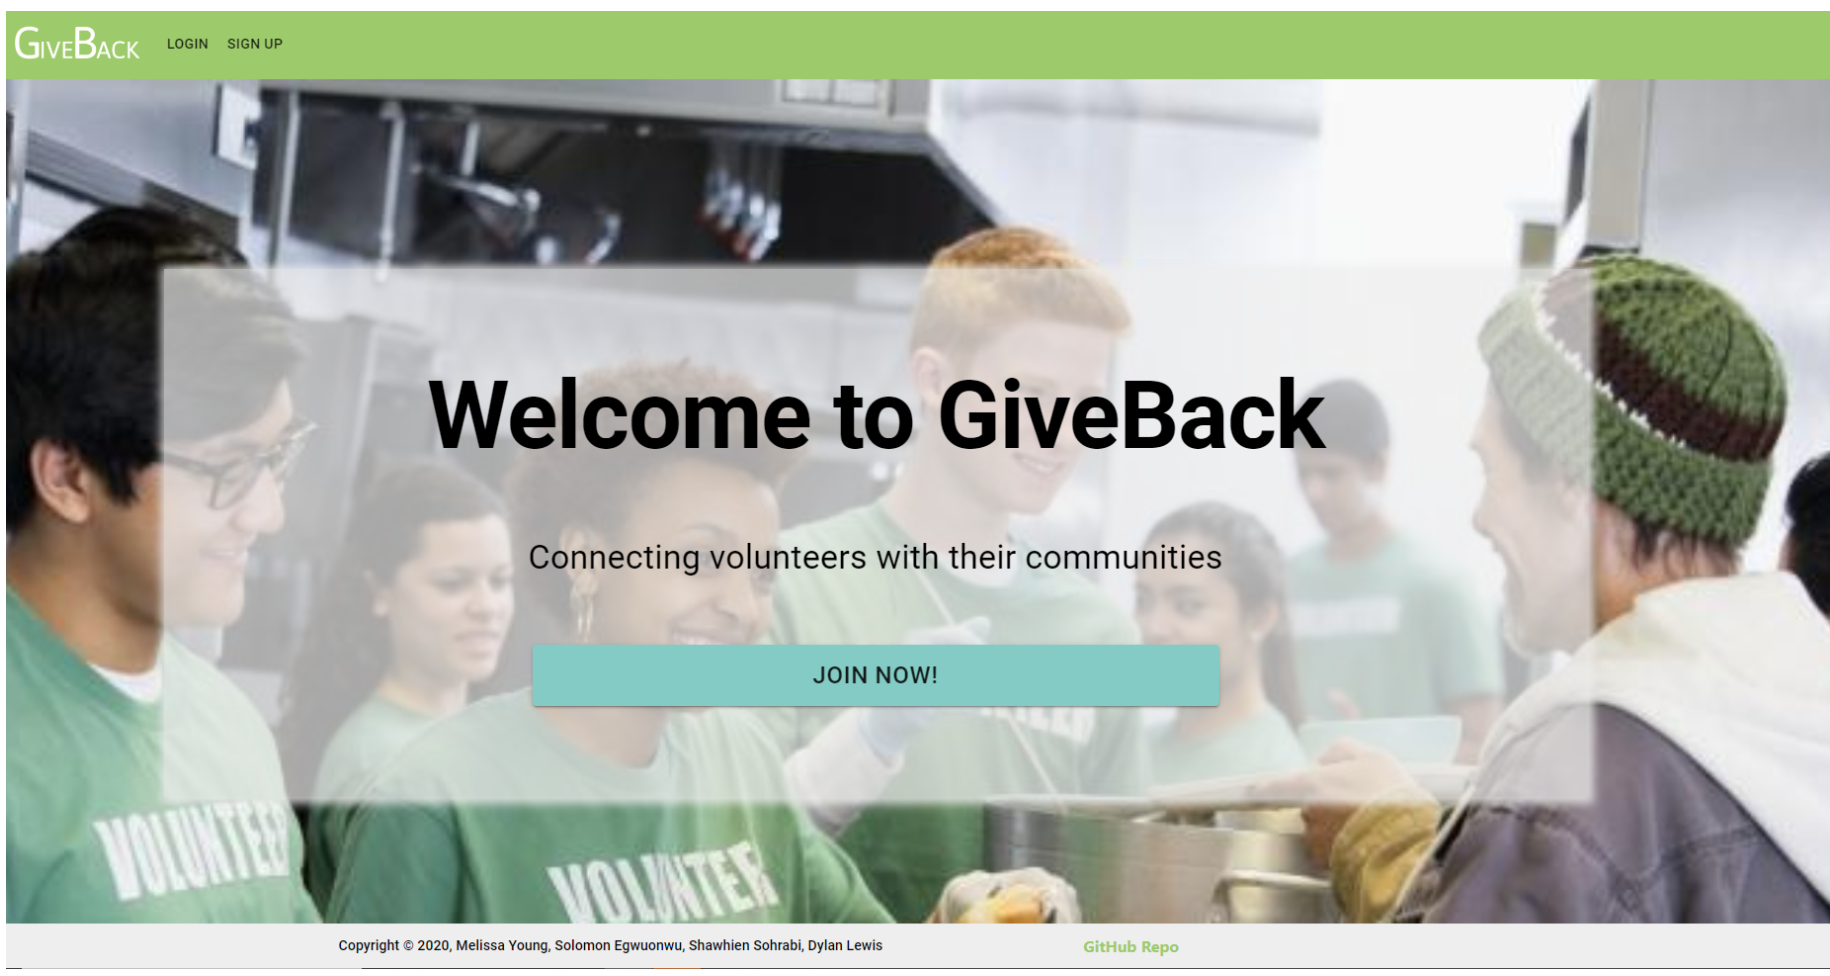 GIVEBACK LOGIN SIGN UP
Welcome to GiveBack
Connecting volunteers with their communities
JOIN NOW!
VOLUNTEER
VOLUNTEER
Copyright © 2020, Melissa Young, Solomon Egwuonwu, Shawhien Sohrabi, Dylan Lewis GitHub Repo